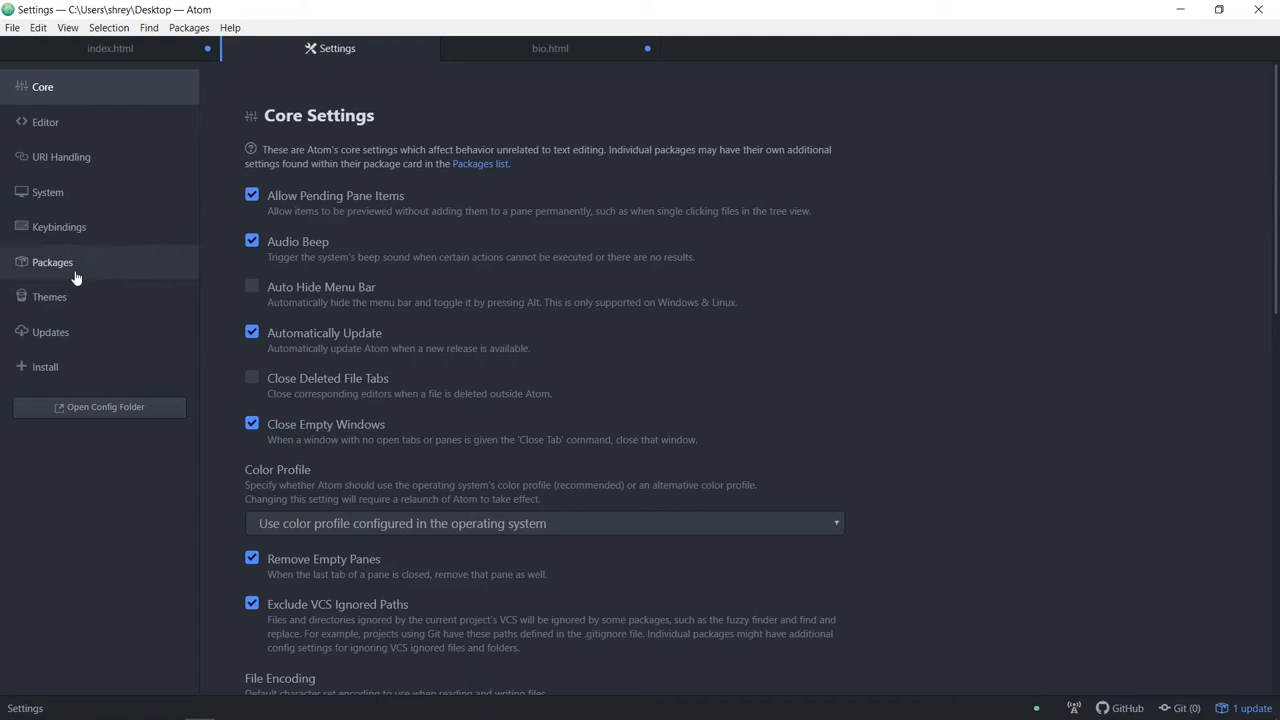 Settings — C:\Users\shrey\Desktop — Atom
File Edit View Selection Find Packages Help
index.html
Settings
bio.html
Core
Editor
URI Handling
System
Keybindings
Packages
Themes
Updates
Install
Open Config Folder
Core Settings
These are Atom's core settings which affect behavior unrelated to text editing. Individual packages may have their own additional
settings found within their package card in the Packages list.
Allow Pending Pane Items
Allow items to be previewed without adding them to a pane permanently, such as when single clicking files in the tree view.
Audio Beep
Trigger the system's beep sound when certain actions cannot be executed or there are no results.
Auto Hide Menu Bar
Automatically hide the menu bar and toggle it by pressing Alt. This is only supported on Windows & Linux.
Automatically Update
Automatically update Atom when a new release is available.
Close Deleted File Tabs
Close corresponding editors when a file is deleted outside Atom.
Close Empty Windows
When a window with no open tabs or panes is given the 'Close Tab' command, close that window.
Color Profile
Specify whether Atom should use the operating system's color profile (recommended) or an alternative color profile.
Changing this setting will require a relaunch of Atom to take effect.
Use color profile configured in the operating system
Remove Empty Panes
When the last tab of a pane is closed, remove that pane as well.
Exclude VCS Ignored Paths
Files and directories ignored by the current project's VCS will be ignored by some packages, such as the fuzzy finder and find and
replace. For example, projects using Git have these paths defined in the .gitignore file. Individual packages might have additional
config settings for ignoring VCS ignored files and folders.
File Encoding
Default character set encoding to use when reading and writing files.
Settings
GitHub
Git (0)
1 update